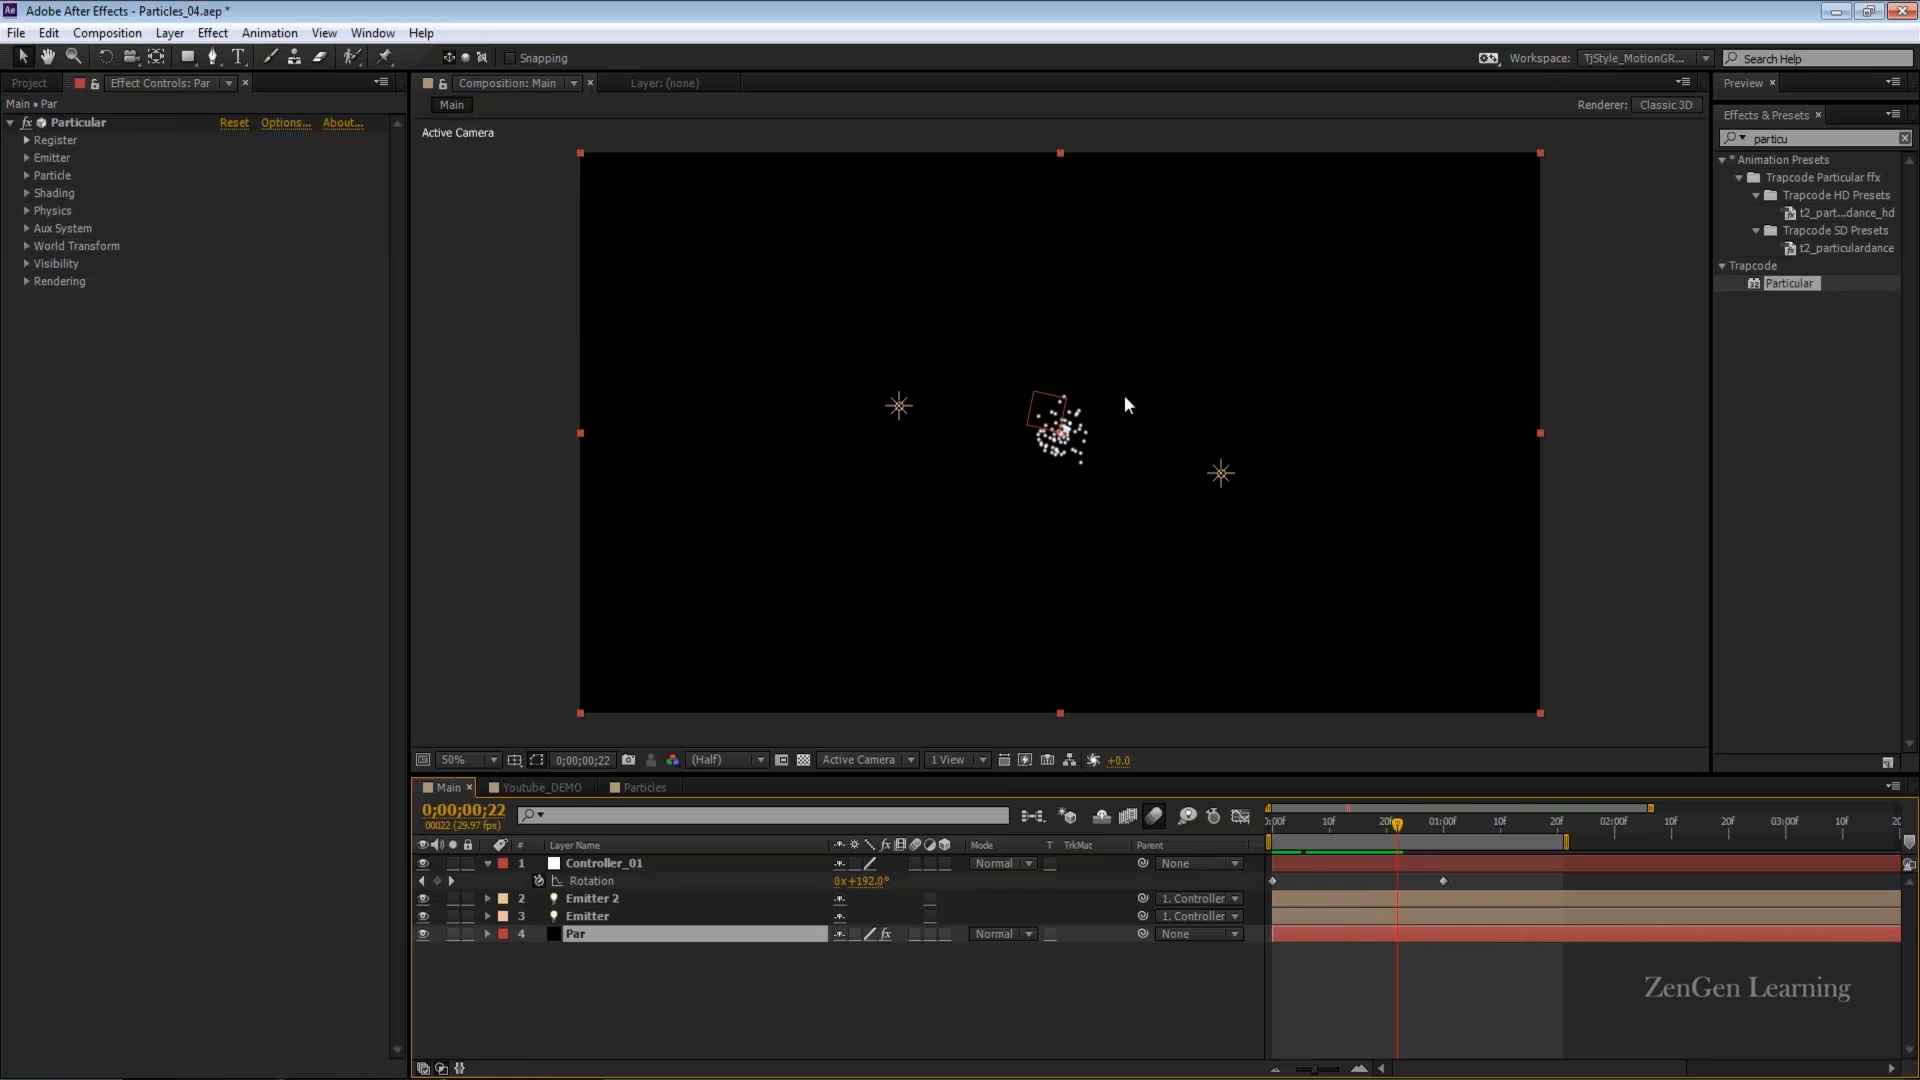 Adobe After Effects - Particles_04.aep *
File Edit Composition Layer Effect Animation View Window Help
Snapping
Workspace: TjStyle_MotionGR...
Search Help
Project
Effect Controls: Par
Composition: Main
Layer: (none)
Preview
Main • Par
Main
Renderer: Classic 3D
Effects & Presets
fx Particular Reset Options... About...
Active Camera
particu
Register
Emitter
Particle
Shading
Physics
Aux System
World Transform
Visibility
Rendering
* Animation Presets
Trapcode Particular ffx
Trapcode HD Presets
t2_part...dance_hd
Trapcode SD Presets
t2_particulardance
Trapcode
Particular
50% 0;00;00;22 (Half) Active Camera 1 View +0.0
Main Youtube_DEMO Particles
0;00;00;22
00022 (29.97 fps)
0:00f 10f 20f 01:00f 10f 20f 02:00f 10f 20f 03:00f 10f 20
# Layer Name Mode T TrkMat Parent
1 Controller_01 Normal None
Rotation 0x+192.0°
2 Emitter 2 1. Controller
3 Emitter 1. Controller
4 Par fx Normal None
ZenGen Learning